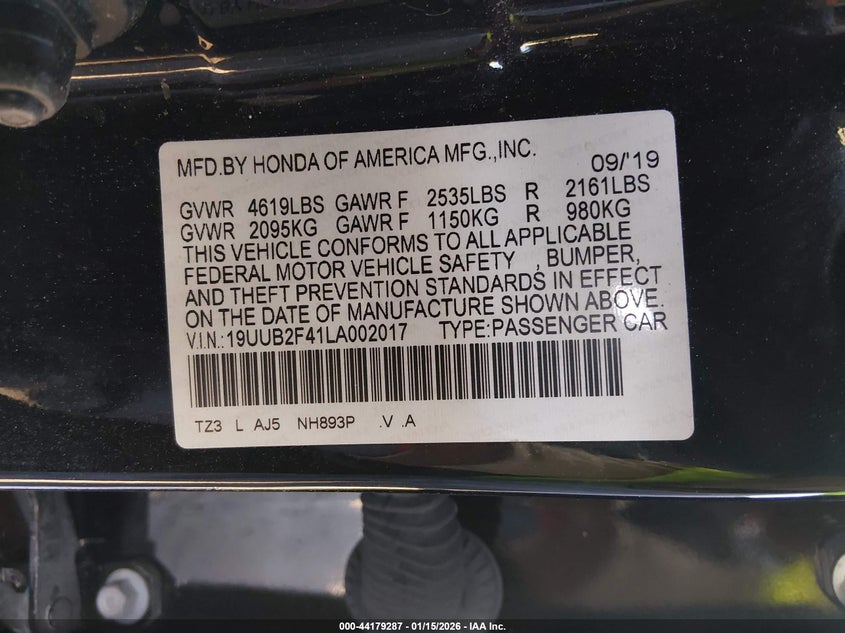 MFD.BY HONDA OF AMERICA MFG.,INC. 09/'19
GVWR 4619LBS GAWR F 2535LBS R 2161LBS
GVWR 2095KG GAWR F 1150KG R 980KG
THIS VEHICLE CONFORMS TO ALL APPLICABLE
FEDERAL MOTOR VEHICLE SAFETY , BUMPER,
AND THEFT PREVENTION STANDARDS IN EFFECT
ON THE DATE OF MANUFACTURE SHOWN ABOVE.
V.I.N.:19UUB2F41LA002017 TYPE:PASSENGER CAR
TZ3 L AJ5 NH893P .V .A
000-44179287 - 01/15/2026 - IAA Inc.